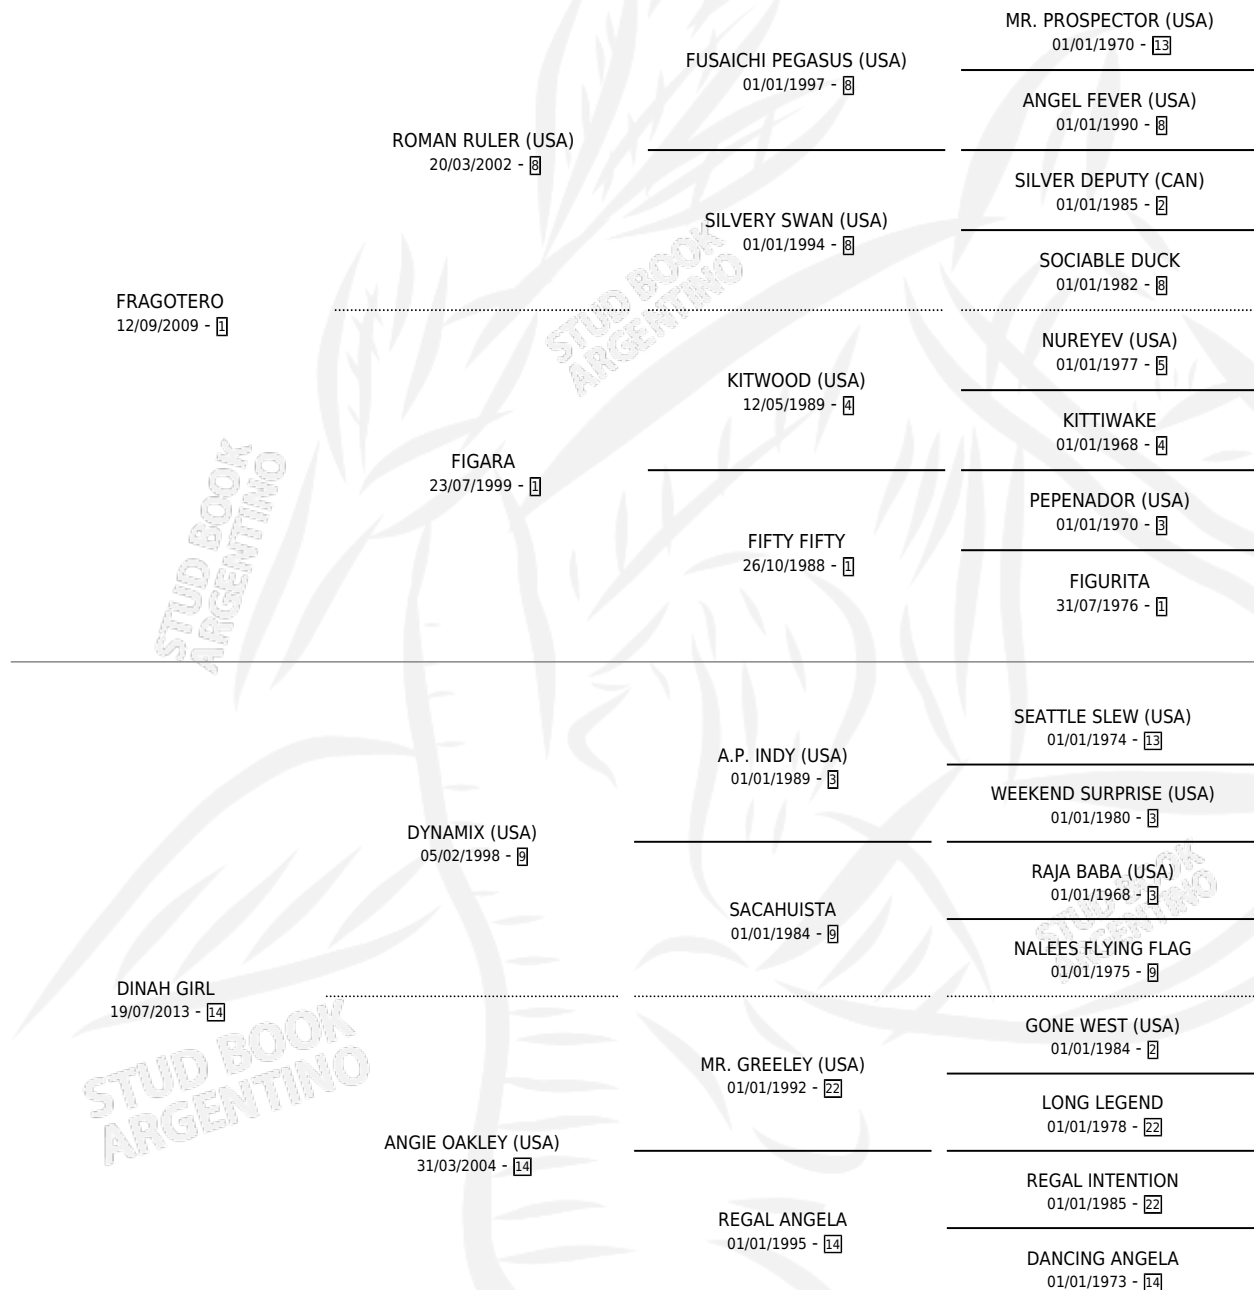 MR. PROSPECTOR (USA)
01/01/1970 - 13
FUSAICHI PEGASUS (USA)
01/01/1997 - 8
ANGEL FEVER (USA)
01/01/1990 - 8
ROMAN RULER (USA)
20/03/2002 - 8
SILVER DEPUTY (CAN)
01/01/1985 - 2
SILVERY SWAN (USA)
01/01/1994 - 8
SOCIABLE DUCK
01/01/1982 - 8
FRAGOTERO
12/09/2009 - 1
STUD BOOK
ARGENTINO
NUREYEV (USA)
01/01/1977 - 5
KITWOOD (USA)
12/05/1989 - 4
KITTIWAKE
01/01/1968 - 4
FIGARA
23/07/1999 - 1
PEPENADOR (USA)
01/01/1970 - 3
FIFTY FIFTY
26/10/1988 - 1
FIGURITA
31/07/1976 - 1
STUD BOOK
ARGENTINO
SEATTLE SLEW (USA)
01/01/1974 - 13
A.P. INDY (USA)
01/01/1989 - 3
WEEKEND SURPRISE (USA)
01/01/1980 - 3
DYNAMIX (USA)
05/02/1998 - 9
RAJA BABA (USA)
01/01/1968 - 3
SACAHUISTA
01/01/1984 - 9
NALEES FLYING FLAG
01/01/1975 - 9
STUD BOOK
ARGENTINO
DINAH GIRL
19/07/2013 - 14
GONE WEST (USA)
01/01/1984 - 2
MR. GREELEY (USA)
01/01/1992 - 22
LONG LEGEND
01/01/1978 - 22
STUD BOOK
ARGENTINO
ANGIE OAKLEY (USA)
31/03/2004 - 14
REGAL INTENTION
01/01/1985 - 22
REGAL ANGELA
01/01/1995 - 14
DANCING ANGELA
01/01/1973 - 14